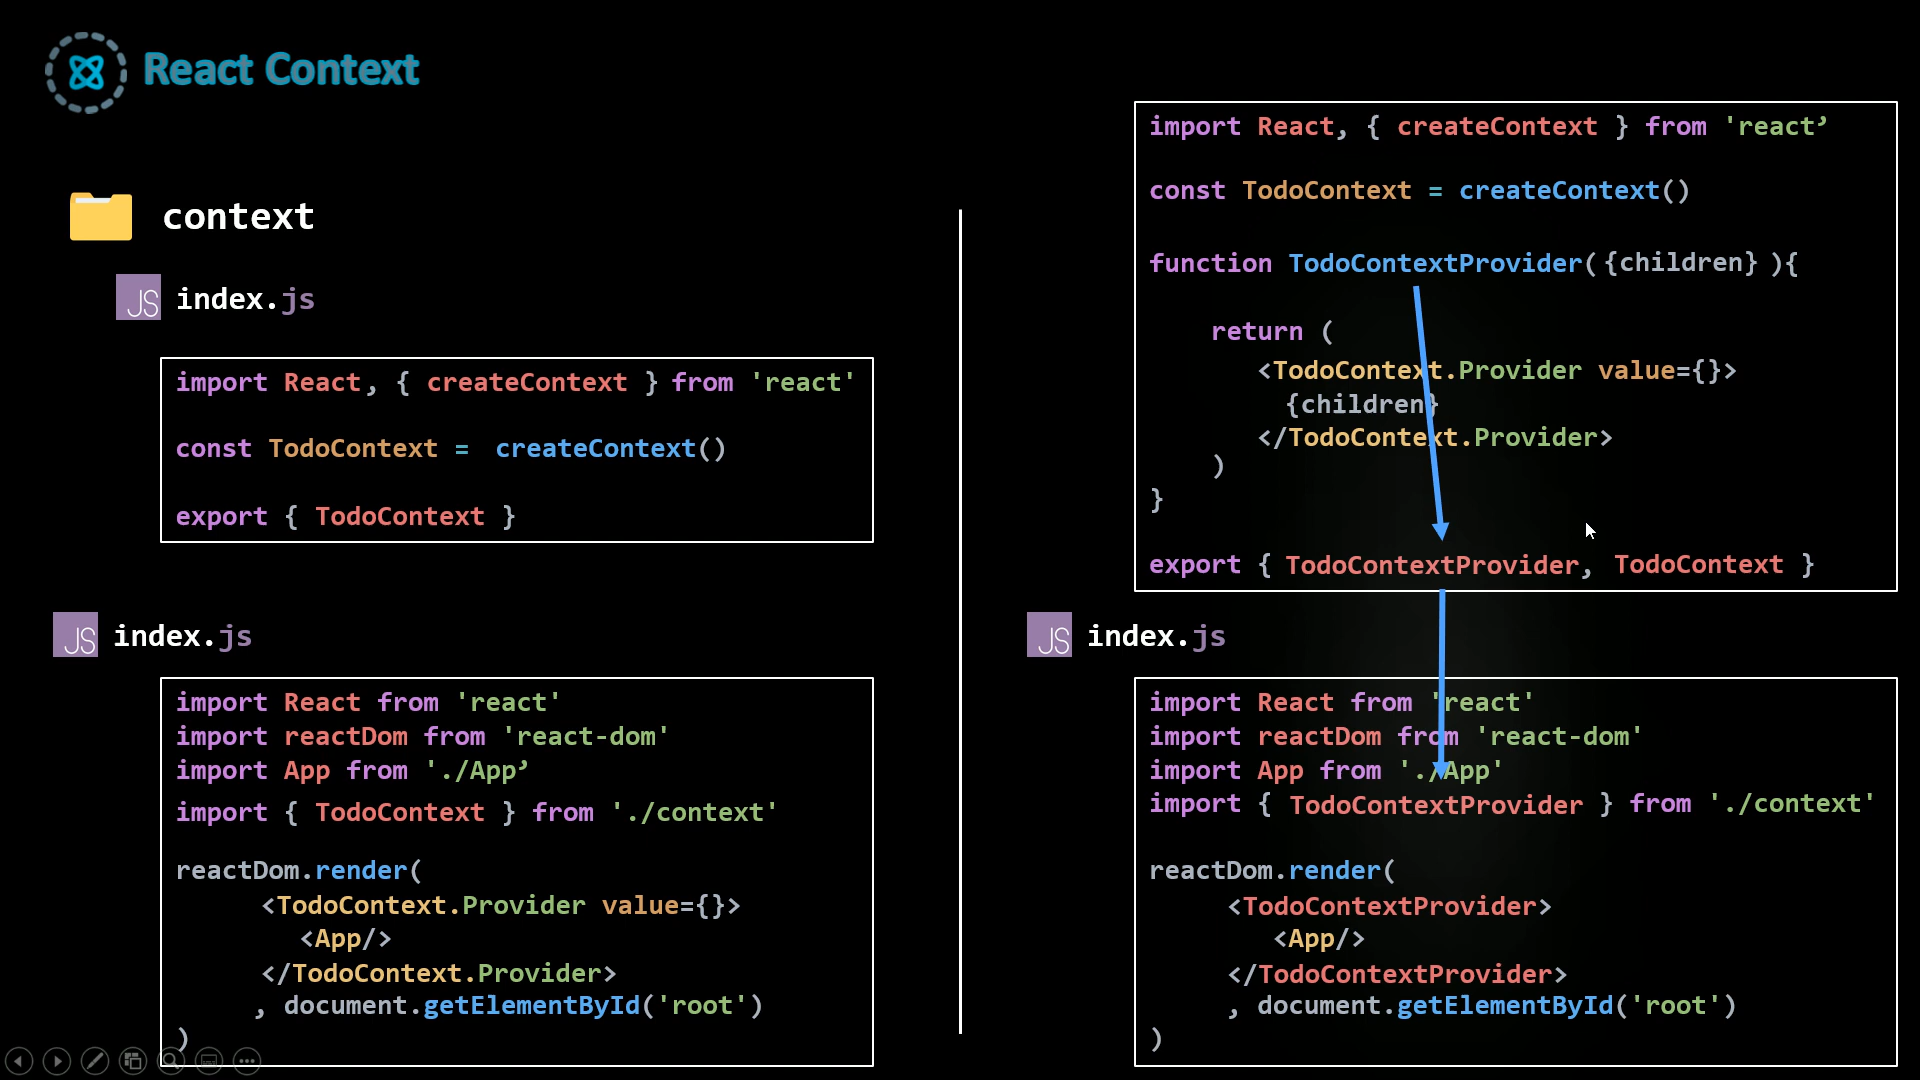 React Context
context
JS index.js
import React, { createContext } from 'react'
const TodoContext = createContext()
export { TodoContext }
JS index.js
import React from 'react'
import reactDom from 'react-dom'
import App from './App’
import { TodoContext } from './context'
reactDom.render(
<TodoContext.Provider value={}>
<App/>
</TodoContext.Provider>
, document.getElementById('root')
)
import React, { createContext } from 'react’
const TodoContext = createContext()
function TodoContextProvider({children} ){
return (
<TodoContext.Provider value={}>
{children}
</TodoContext.Provider>
)
}
export { TodoContextProvider, TodoContext }
JS index.js
import React from 'react'
import reactDom from 'react-dom'
import App from './App'
import { TodoContextProvider } from './context'
reactDom.render(
<TodoContextProvider>
<App/>
</TodoContextProvider>
, document.getElementById('root')
)